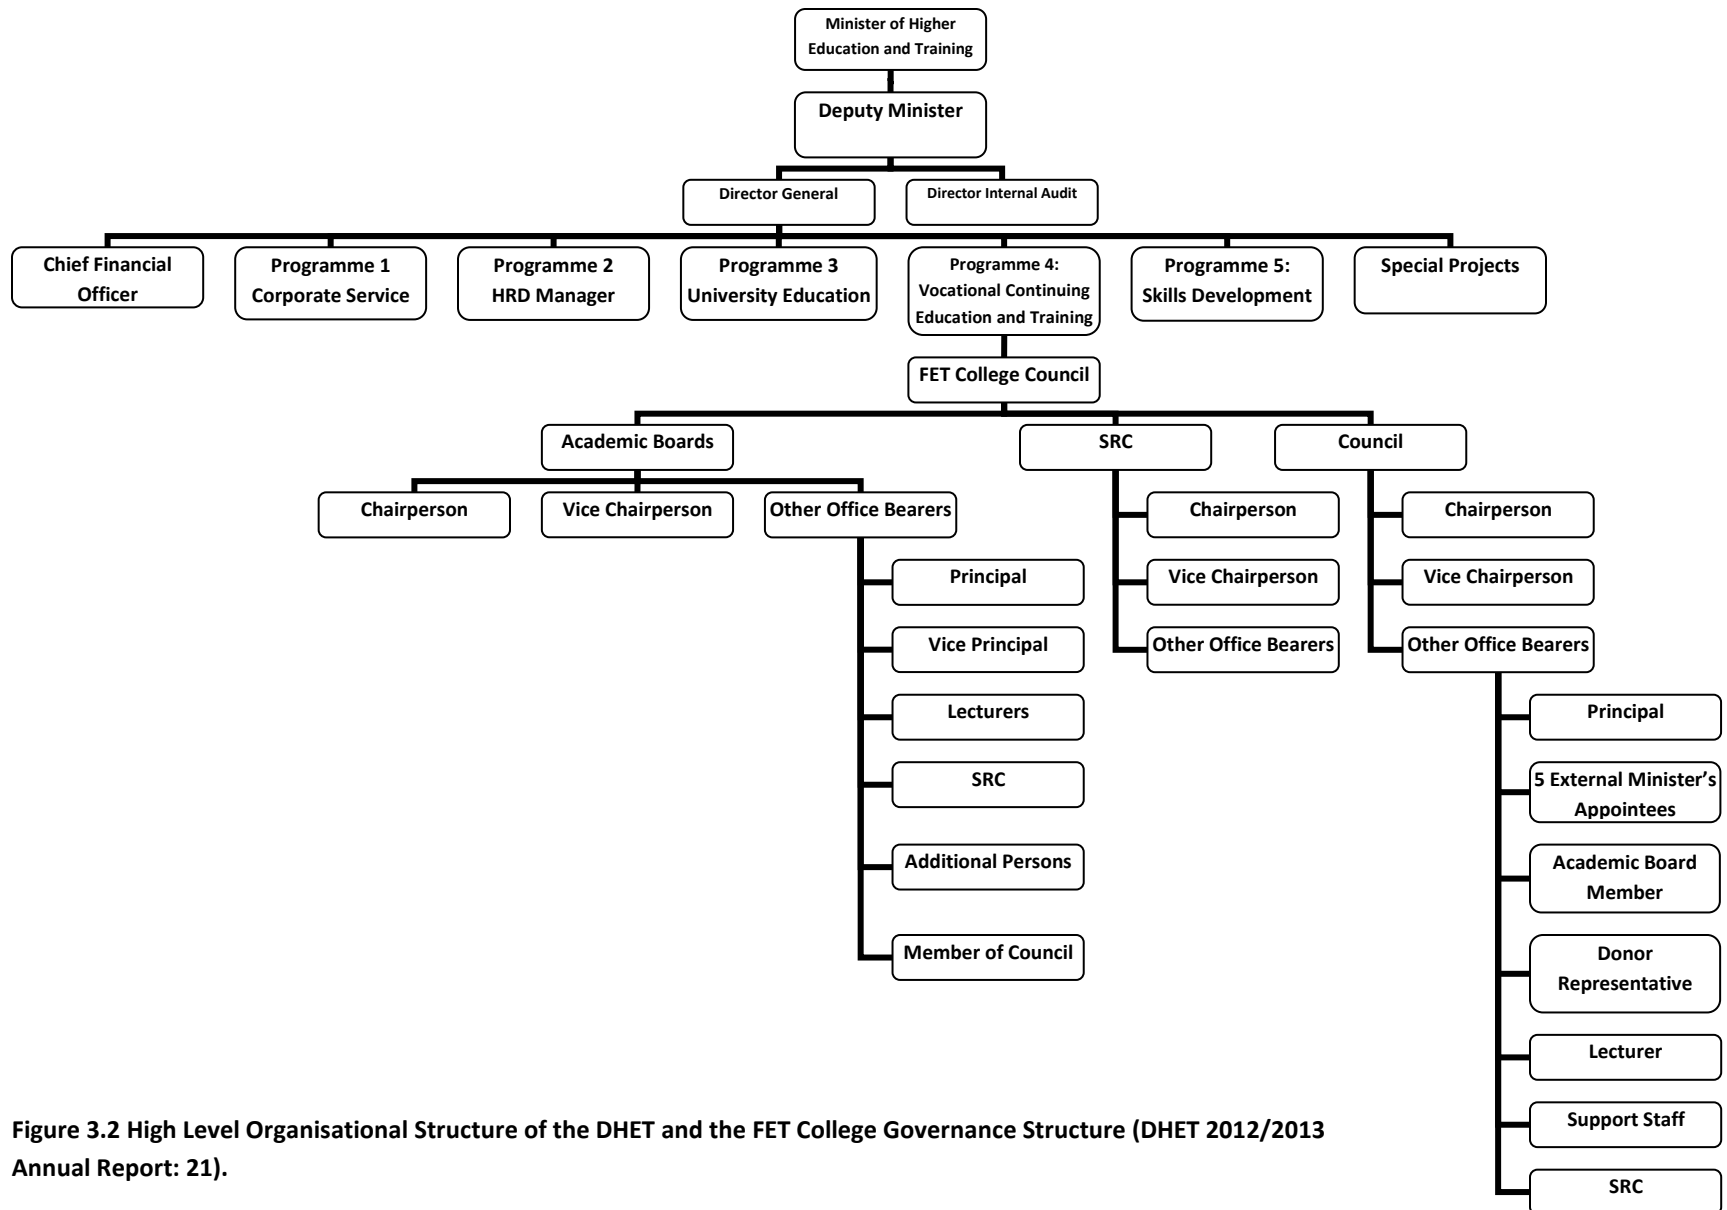 Minister of Higher
Education and Training
Deputy Minister
Director General
Director Internal Audit
Chief Financial
Officer
Programme 1
Corporate Service
Programme 2
HRD Manager
Programme 3
University Education
Programme 4:
Vocational Continuing
Education and Training
Programme 5:
Skills Development
Special Projects
FET College Council
Academic Boards
SRC
Council
Chairperson
Vice Chairperson
Other Office Bearers
Principal
Vice Principal
Lecturers
SRC
Additional Persons
Member of Council
Chairperson
Vice Chairperson
Other Office Bearers
Chairperson
Vice Chairperson
Other Office Bearers
Principal
5 External Minister’s
Appointees
Academic Board
Member
Donor
Representative
Lecturer
Support Staff
SRC
Figure 3.2 High Level Organisational Structure of the DHET and the FET College Governance Structure (DHET 2012/2013
Annual Report: 21).